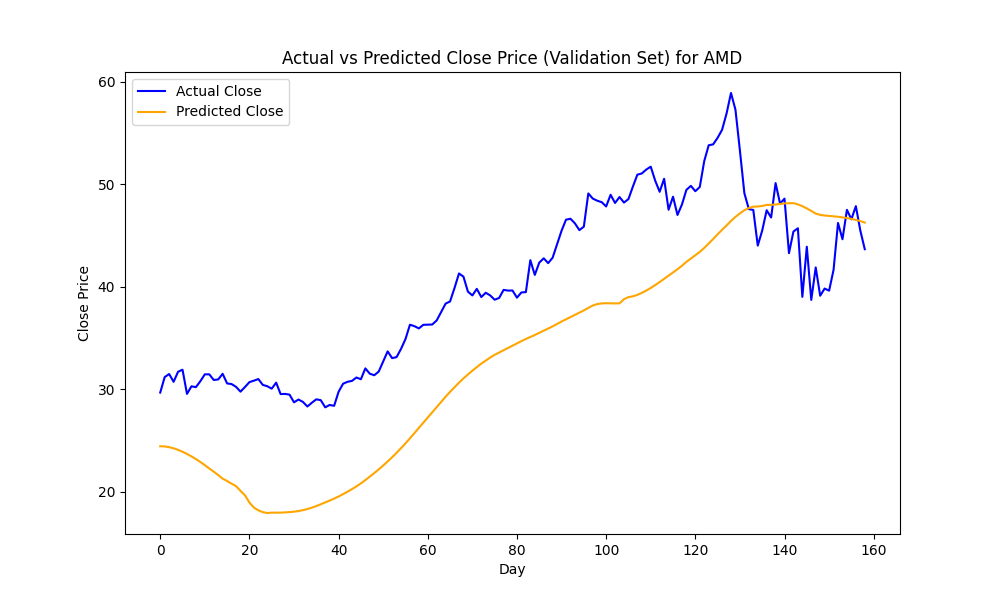 Actual vs Predicted Close Price (Validation Set) for AMD
Actual Close
Predicted Close
Close Price
60
50
40
30
20
0 20 40 60 80 100 120 140 160
Day